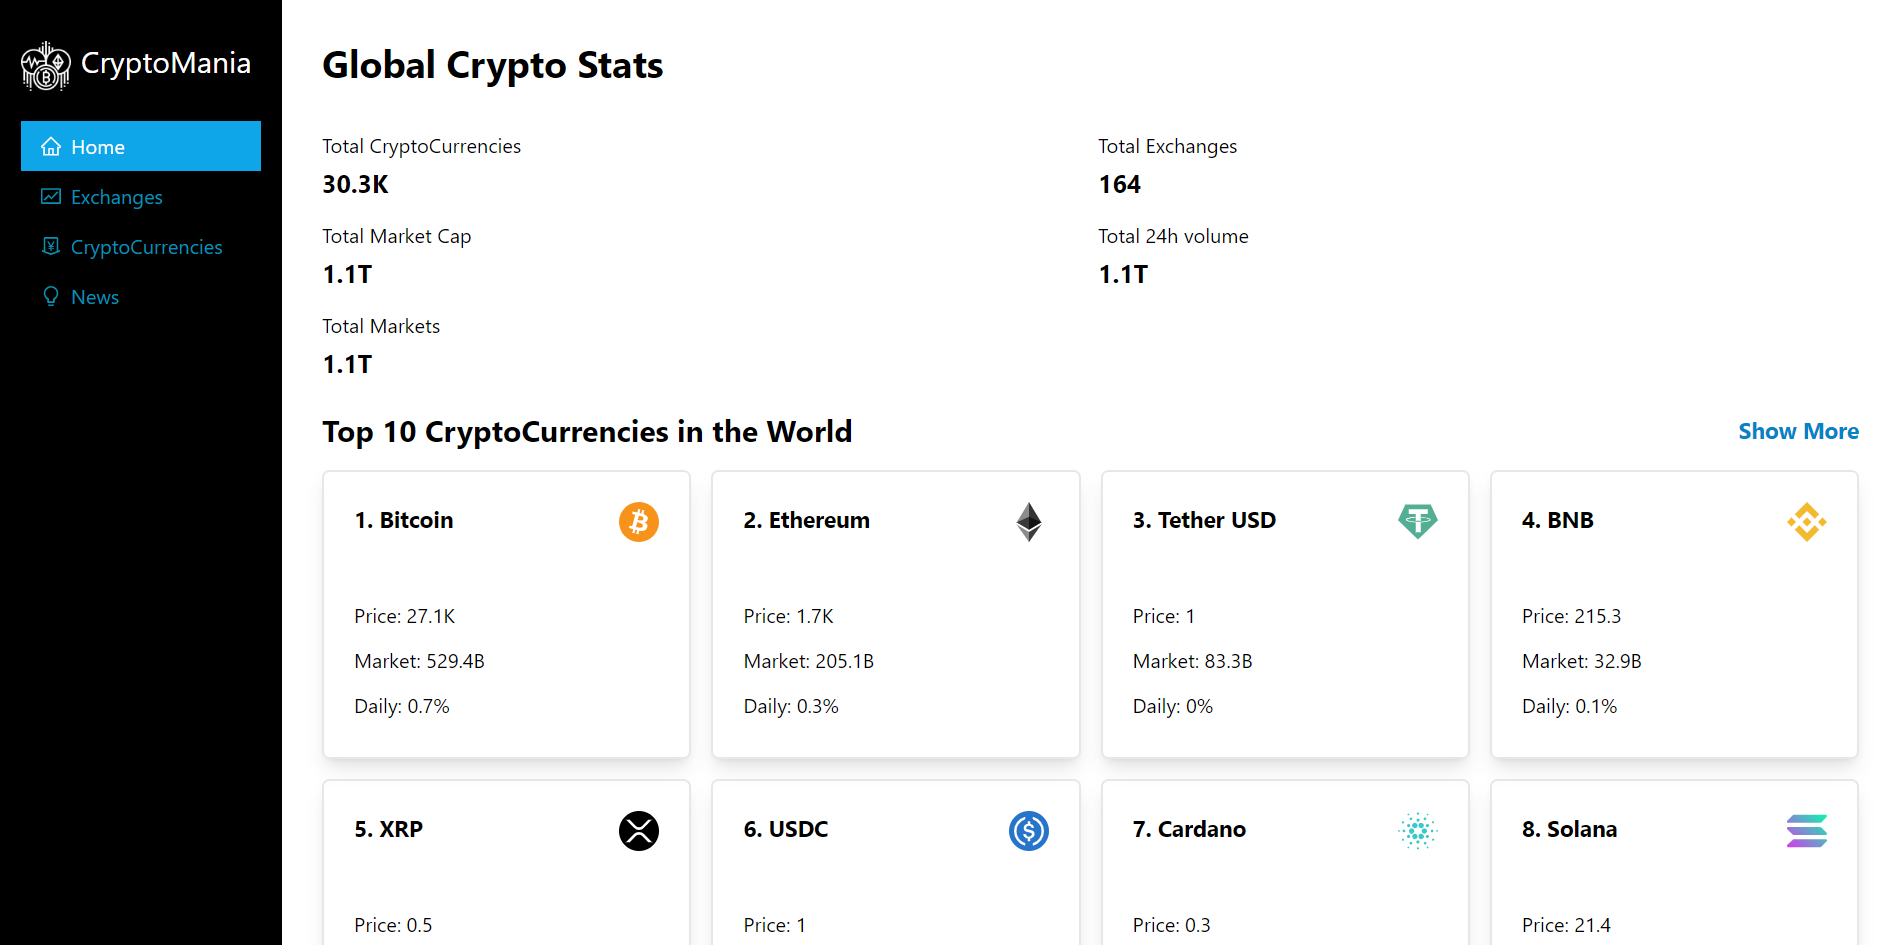 CryptoMania
Home
Exchanges
CryptoCurrencies
News
Global Crypto Stats
Total CryptoCurrencies
30.3K
Total Exchanges
164
Total Market Cap
1.1T
Total 24h volume
1.1T
Total Markets
1.1T
Top 10 CryptoCurrencies in the World
Show More
1. Bitcoin
Price: 27.1K
Market: 529.4B
Daily: 0.7%
2. Ethereum
Price: 1.7K
Market: 205.1B
Daily: 0.3%
3. Tether USD
Price: 1
Market: 83.3B
Daily: 0%
4. BNB
Price: 215.3
Market: 32.9B
Daily: 0.1%
5. XRP
Price: 0.5
6. USDC
Price: 1
7. Cardano
Price: 0.3
8. Solana
Price: 21.4